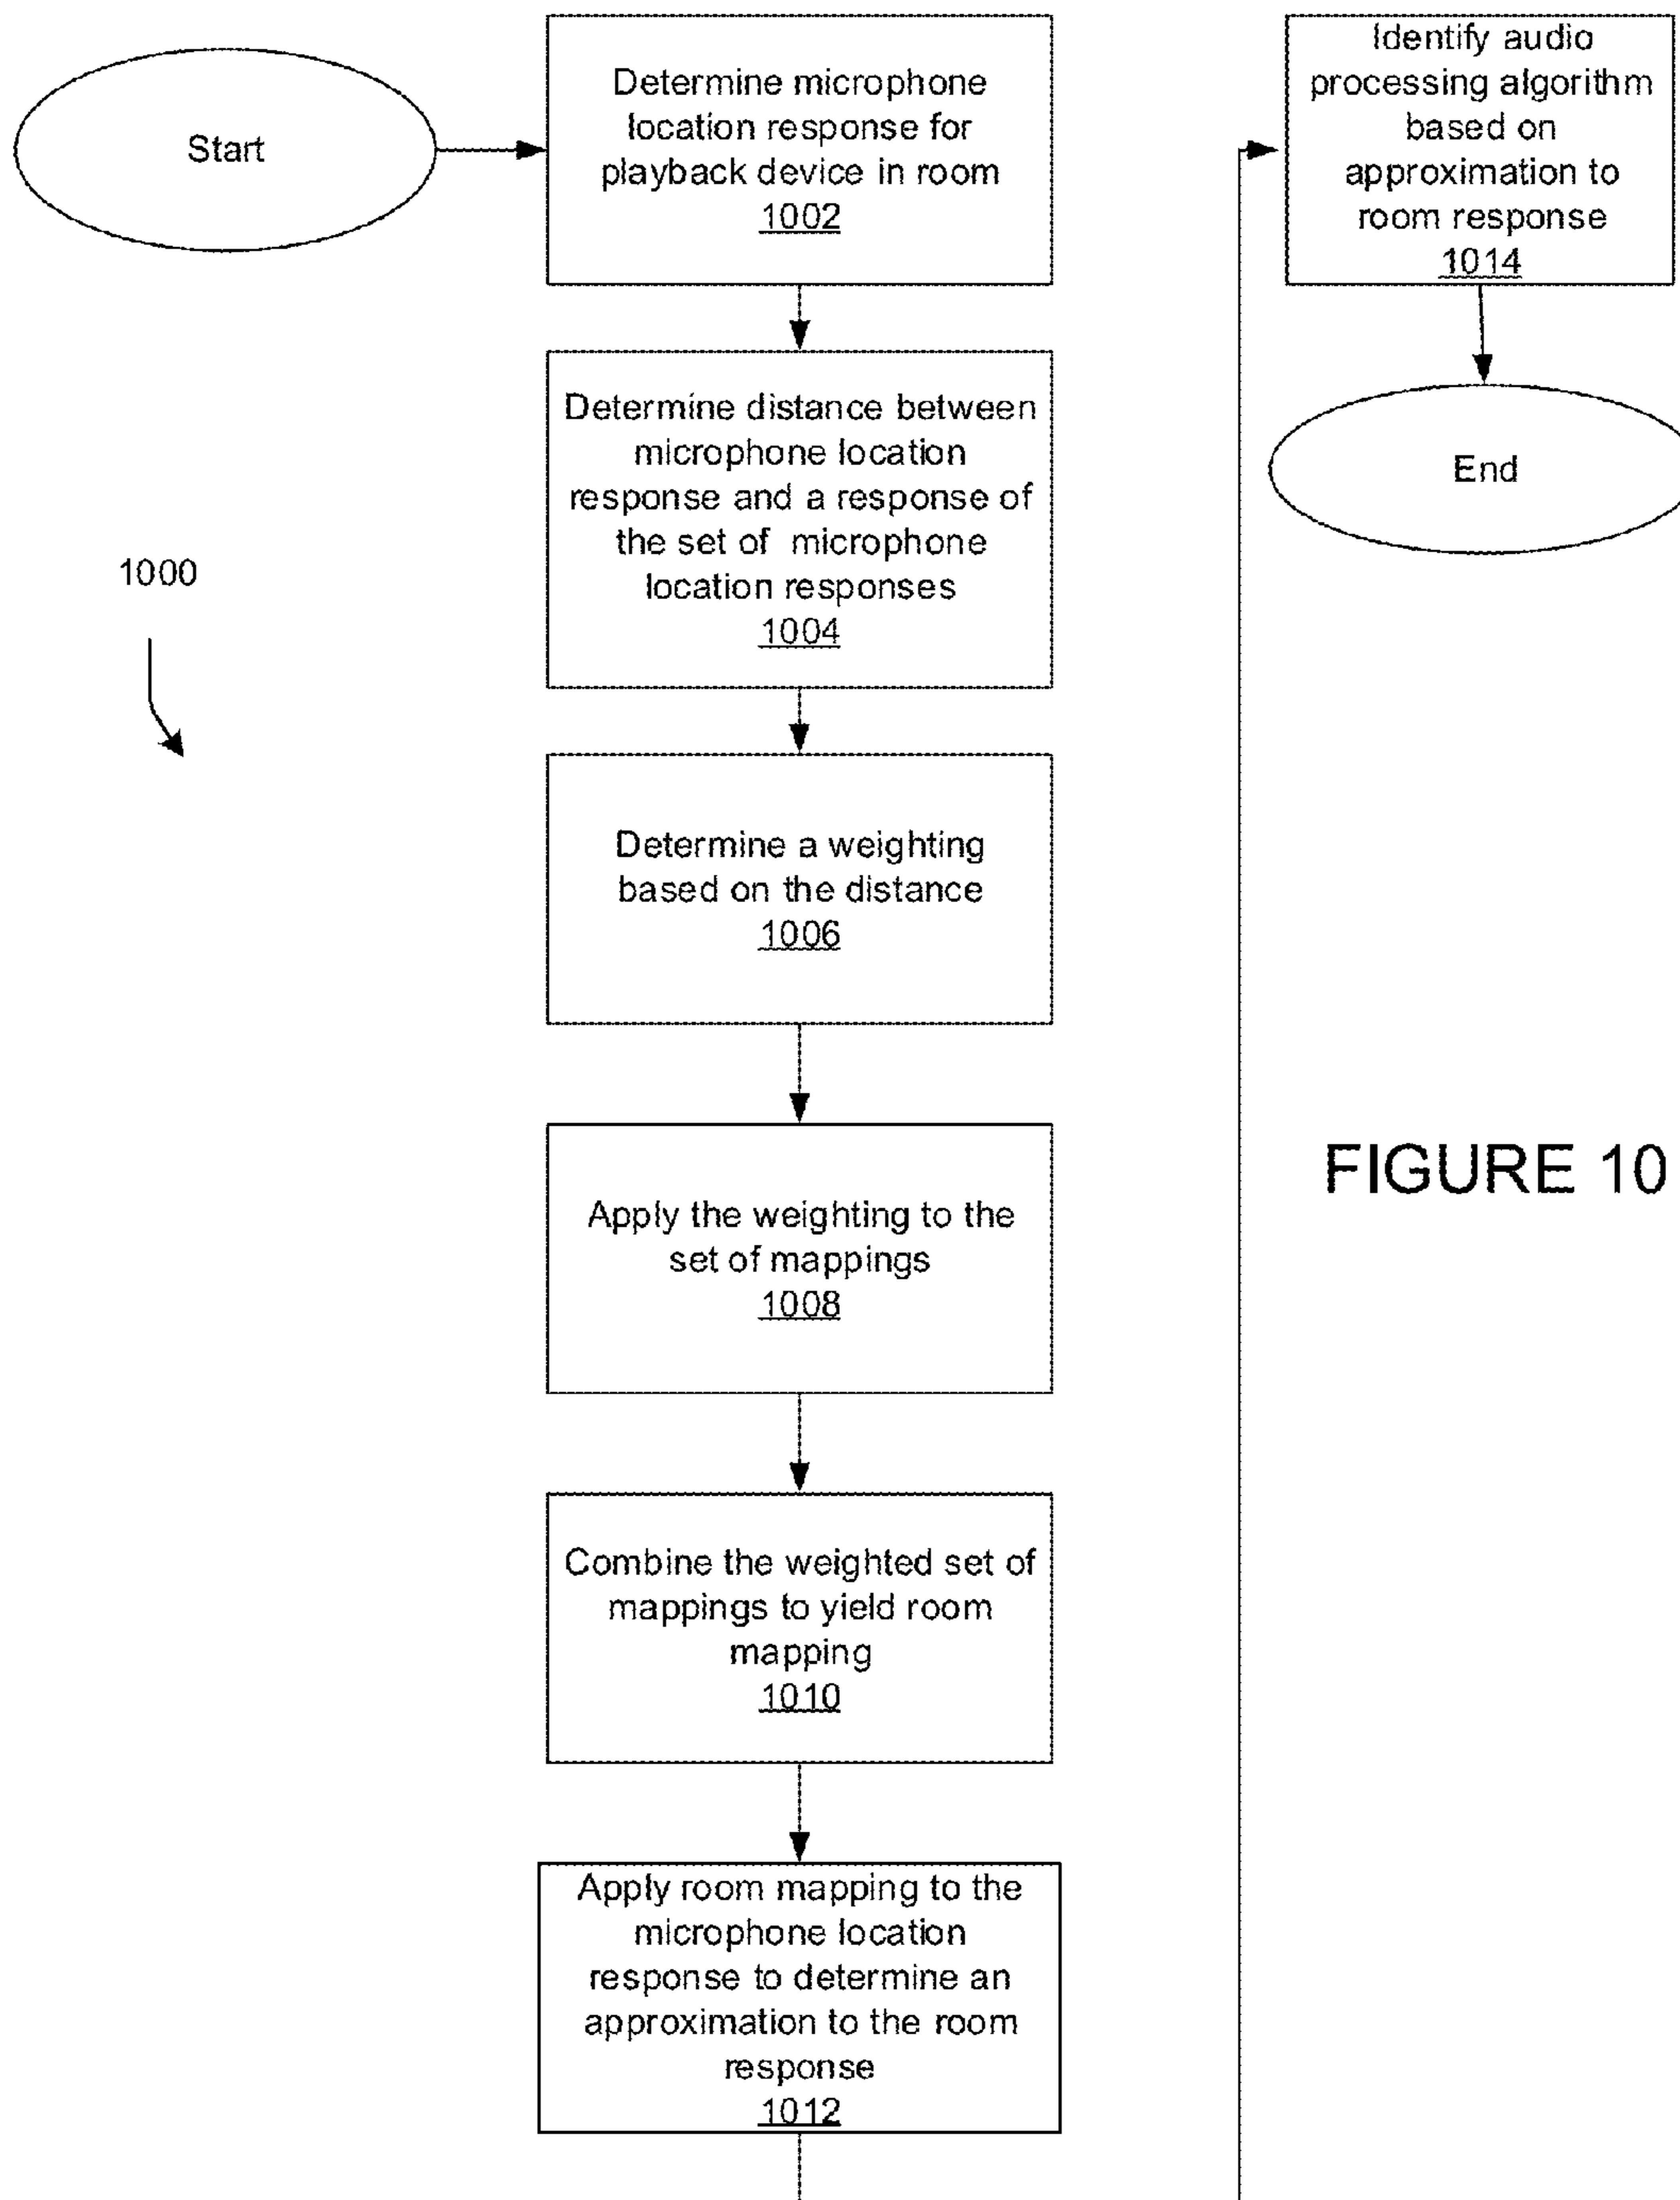 Start
Determine microphone
location response for
playback device in room
1002
Determine distance between
microphone location
response and a response of
the set of microphone
location responses
1004
1000
Determine a weighting
based on the distance
1006
Apply the weighting to the
set of mappings
1008
Combine the weighted set of
mappings to yield room
mapping
1010
Apply room mapping to the
microphone location
response to determine an
approximation to the room
response
1012
Identify audio
processing algorithm
based on
approximation to
room response
1014
End
FIGURE 10